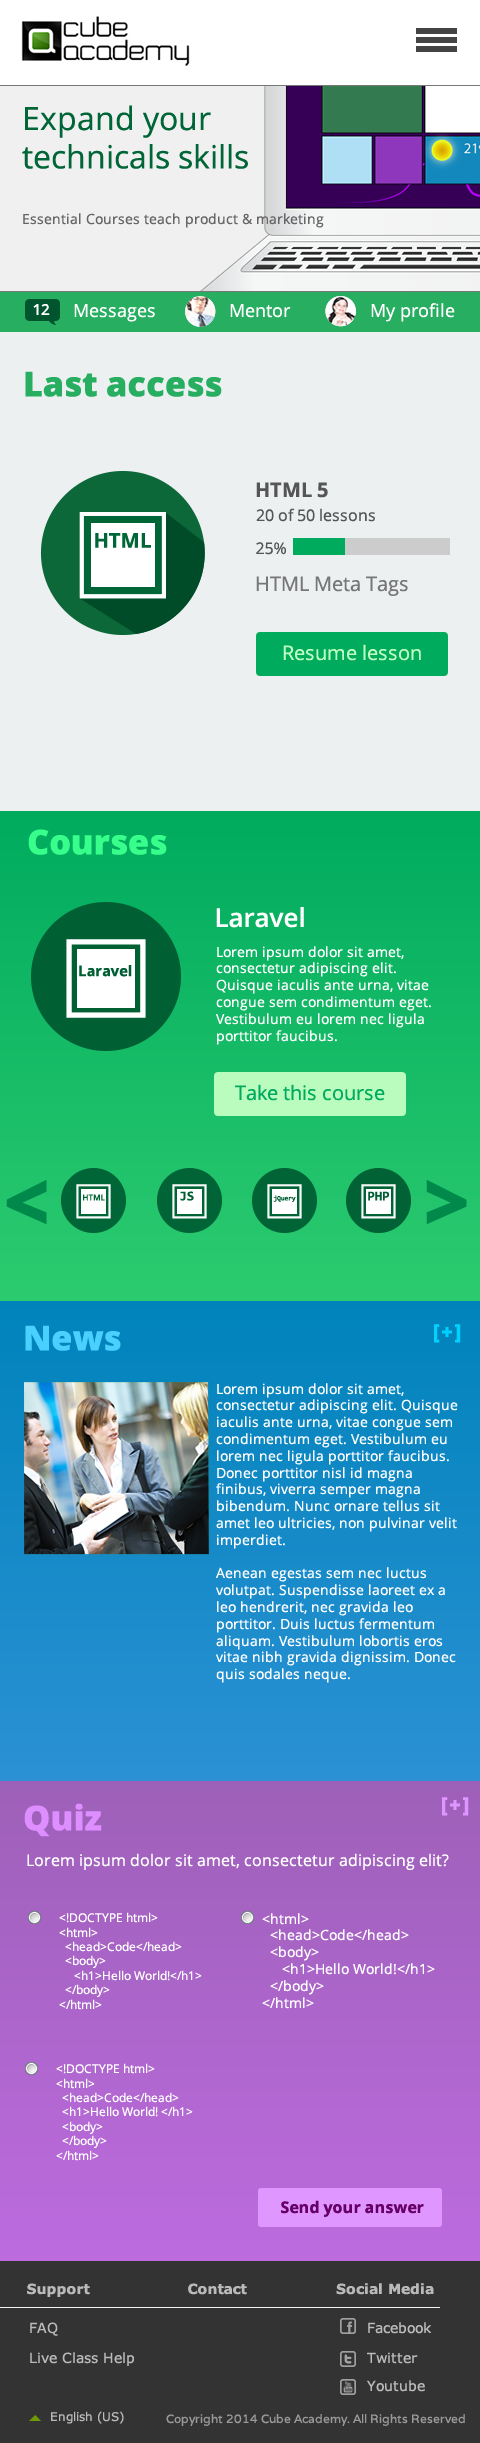 cube
academy
Expand your
technicals skills
21°
Essential Courses teach product & marketing
12 Messages Mentor My profile
Last access
HTML
HTML 5
20 of 50 lessons
25%
HTML Meta Tags
Resume lesson
Courses
Laravel
Laravel
Lorem ipsum dolor sit amet,
consectetur adipiscing elit.
Quisque iaculis ante urna, vitae
congue sem condimentum eget.
Vestibulum eu lorem nec ligula
porttitor faucibus.
Take this course
< HTML JS jQuery PHP >
News [+]
Lorem ipsum dolor sit amet,
consectetur adipiscing elit. Quisque
iaculis ante urna, vitae congue sem
condimentum eget. Vestibulum eu
lorem nec ligula porttitor faucibus.
Donec porttitor nisl id magna
finibus, viverra semper magna
bibendum. Nunc ornare tellus sit
amet leo ultricies, non pulvinar velit
imperdiet.
Aenean egestas sem nec luctus
volutpat. Suspendisse laoreet ex a
leo hendrerit, nec gravida leo
porttitor. Duis luctus fermentum
aliquam. Vestibulum lobortis eros
vitae nibh gravida dignissim. Donec
quis sodales neque.
Quiz [+]
Lorem ipsum dolor sit amet, consectetur adipiscing elit?
<!DOCTYPE html>
<html>
<head>Code</head>
<body>
<h1>Hello World!</h1>
</body>
</html>
<html>
<head>Code</head>
<body>
<h1>Hello World!</h1>
</body>
</html>
<!DOCTYPE html>
<html>
<head>Code</head>
<h1>Hello World! </h1>
<body>
</body>
</html>
Send your answer
Support Contact Social Media
FAQ Facebook
Live Class Help Twitter
Youtube
English (US) Copyright 2014 Cube Academy. All Rights Reserved